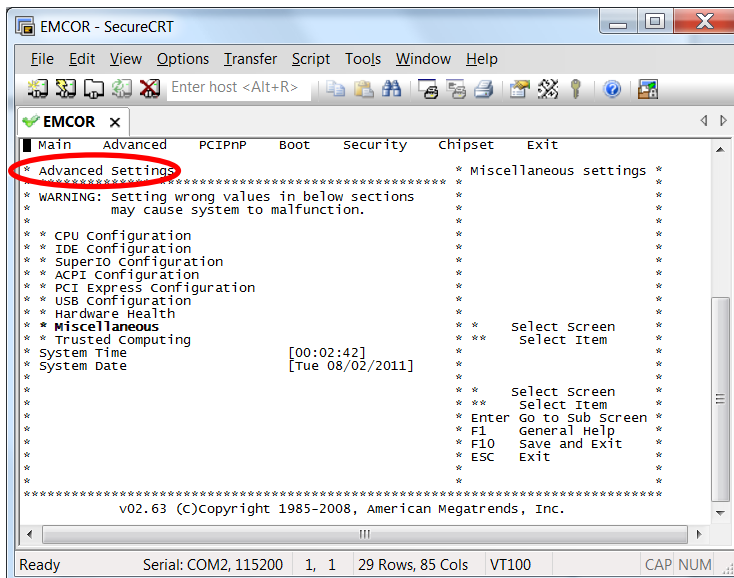 EMCOR - SecureCRT
File Edit View Options Transfer Script Tools Window Help
Enter host <Alt+R>
EMCOR
Main Advanced PCIPnP Boot Security Chipset Exit
* Advanced Settings * Miscellaneous settings *
***************************************************** * *
* WARNING: Setting wrong values in below sections * *
* may cause system to malfunction. * *
* * *
* * CPU Configuration * *
* * IDE Configuration * *
* * SuperIO Configuration * *
* * ACPI Configuration * *
* * PCI Express Configuration * *
* * USB Configuration * *
* * Hardware Health * *
* * Miscellaneous * * Select Screen *
* * Trusted Computing * ** Select Item *
* System Time [00:02:42] * *
* System Date [Tue 08/02/2011] * *
* * *
* * * Select Screen *
* * ** Select Item *
* * Enter Go to Sub Screen *
* * F1 General Help *
* * F10 Save and Exit *
* * ESC Exit *
* * *
* * *
********************************************************************************
v02.63 (C)Copyright 1985-2008, American Megatrends, Inc.
Ready Serial: COM2, 115200 1, 1 29 Rows, 85 Cols VT100 CAP NUM